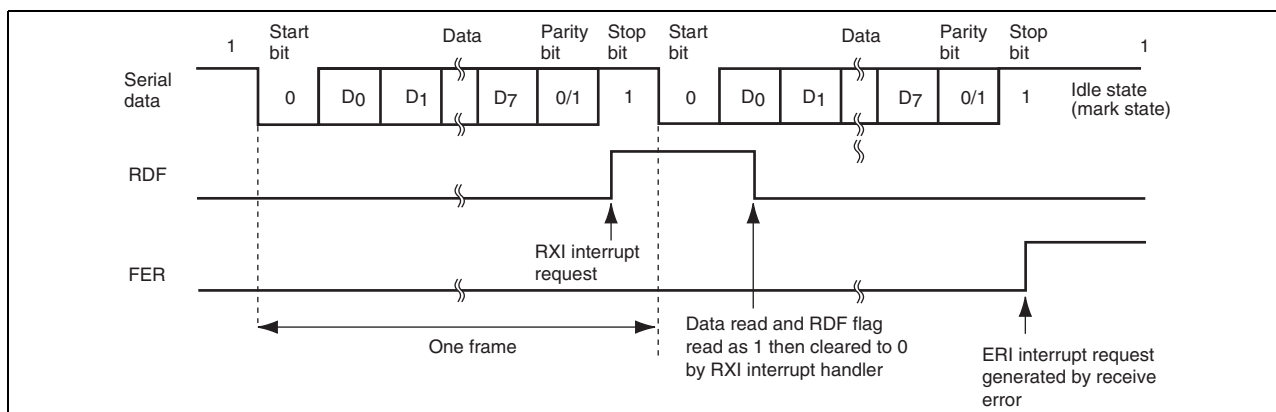 1 Start bit Data Parity bit Stop bit Start bit Data Parity bit Stop bit 1
Serial data 0 D0 D1 D7 0/1 1 0 D0 D1 D7 0/1 1 Idle state (mark state)
RDF
RXI interrupt
request
FER
One frame
Data read and RDF flag
read as 1 then cleared to 0
by RXI interrupt handler
ERI interrupt request
generated by receive
error